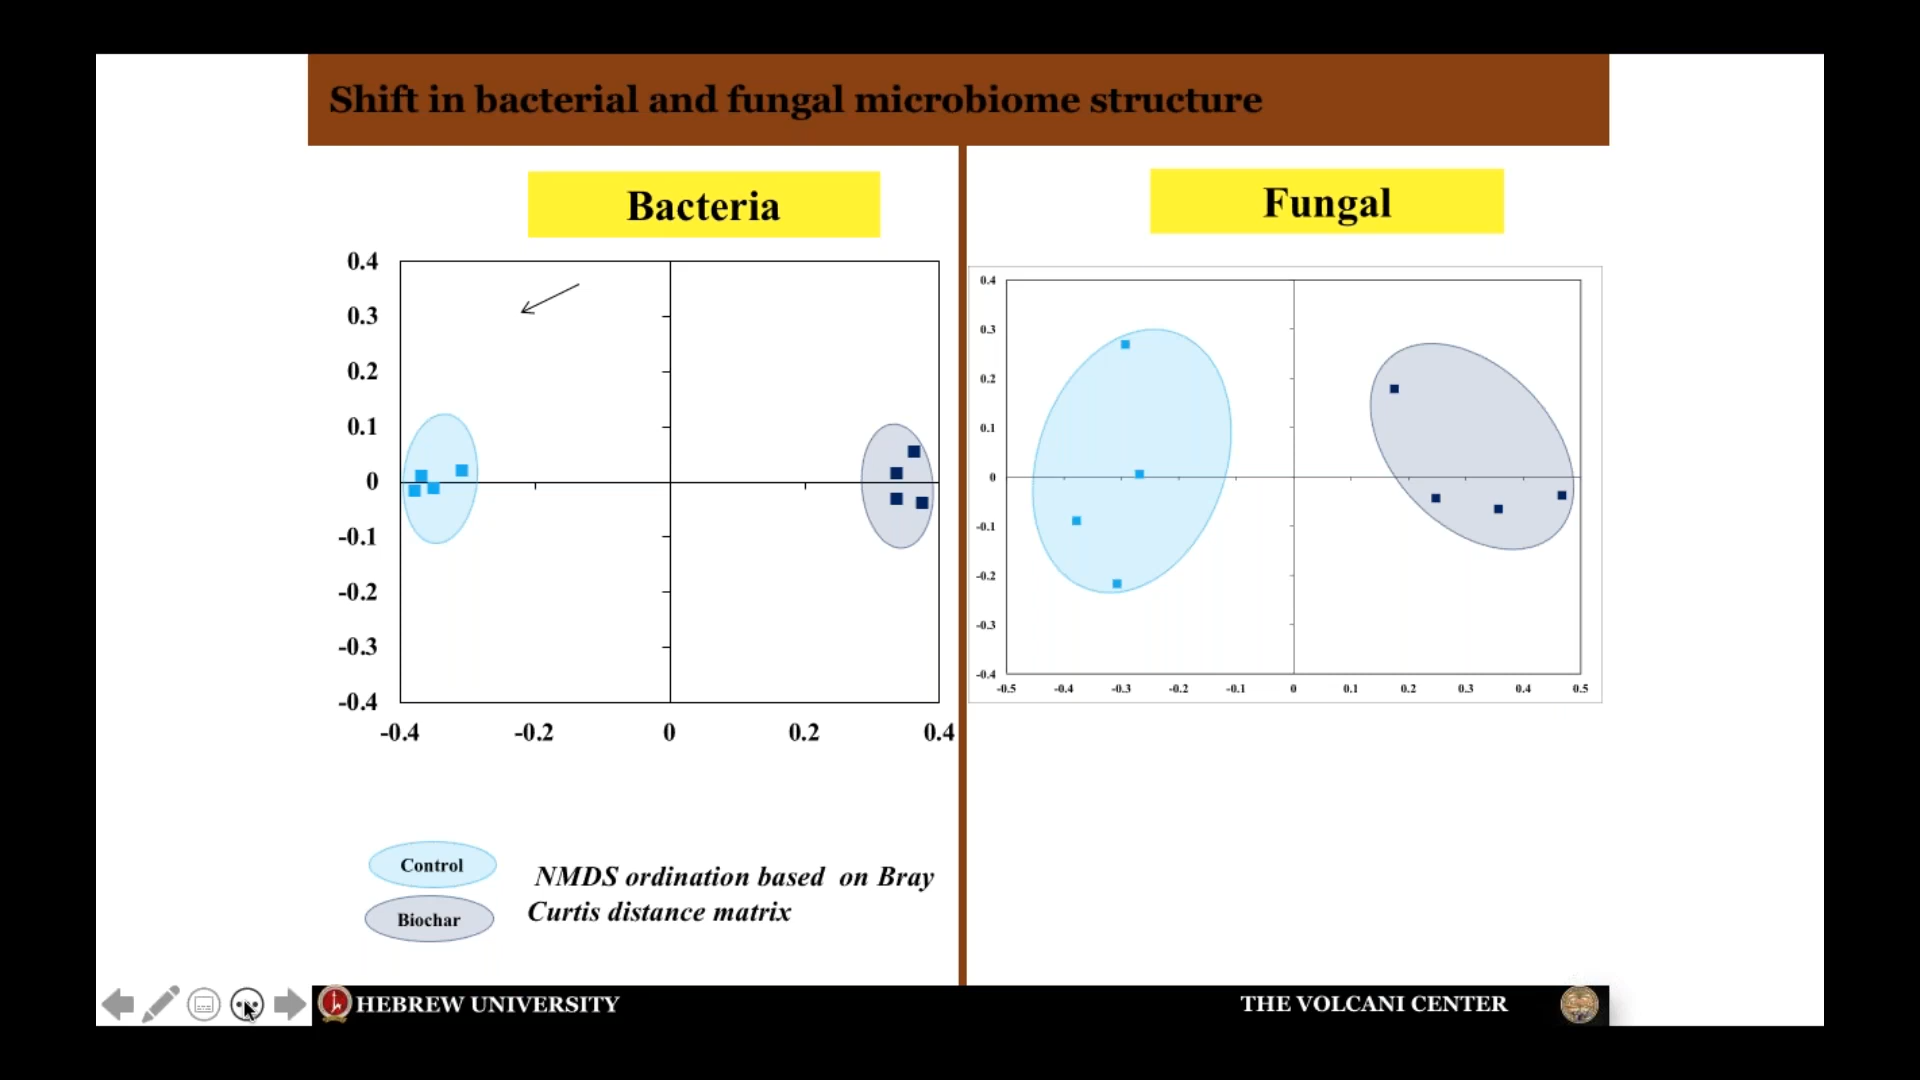 Shift in bacterial and fungal microbiome structure
Bacteria
0.4
0.3
0.2
0.1
0
-0.1
-0.2
-0.3
-0.4
-0.4 -0.2 0 0.2 0.4
Control
Biochar
NMDS ordination based on Bray
Curtis distance matrix
Fungal
0.4
0.3
0.2
0.1
0
-0.1
-0.2
-0.3
-0.4
-0.5 -0.4 -0.3 -0.2 -0.1 0 0.1 0.2 0.3 0.4 0.5
HEBREW UNIVERSITY
THE VOLCANI CENTER